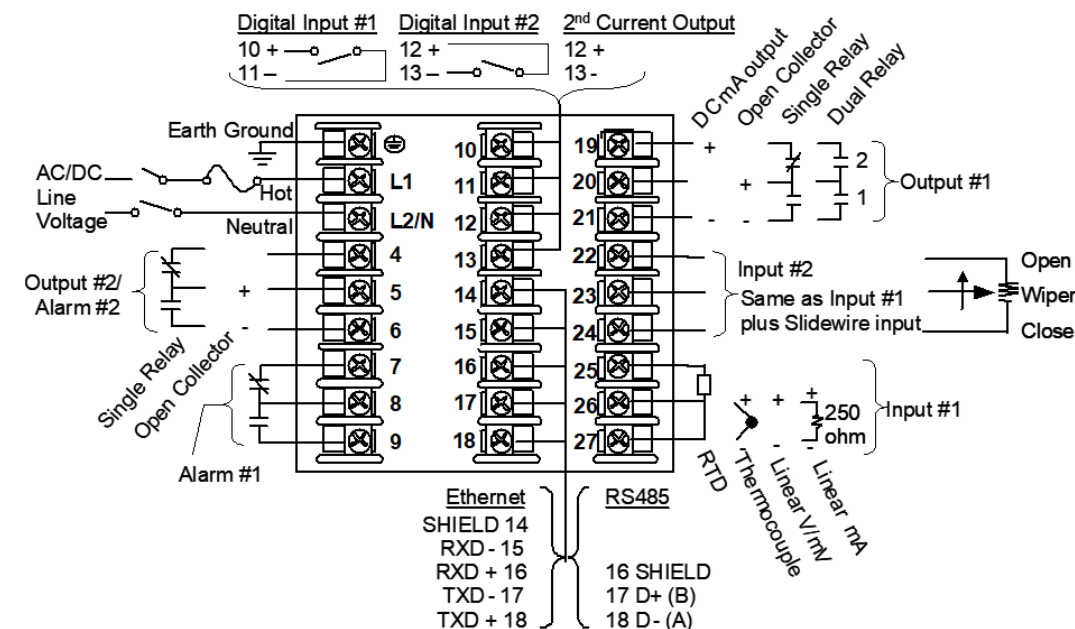 Digital Input #1
10 +
11 –
Digital Input #2
12 +
13 –
2nd Current Output
12 +
13 -
DC mA output
Open Collector
Single Relay
Dual Relay
Earth Ground
AC/DC
Line
Voltage
Hot
Neutral
L1
L2/N
4
5
6
7
8
9
10
11
12
13
14
15
16
17
18
19
20
21
22
23
24
25
26
27
+
+
-
-
2
1
Output #1
Output #2/
Alarm #2
+
-
Single Relay
Open Collector
Alarm #1
Input #2
Same as Input #1
plus Slidewire input
Open
Wiper
Close
+
-
+
-
+
-
250
ohm
Input #1
RTD
Thermocouple
Linear V/mV
Linear mA
Ethernet
SHIELD 14
RXD - 15
RXD + 16
TXD - 17
TXD + 18
RS485
16 SHIELD
17 D+ (B)
18 D - (A)